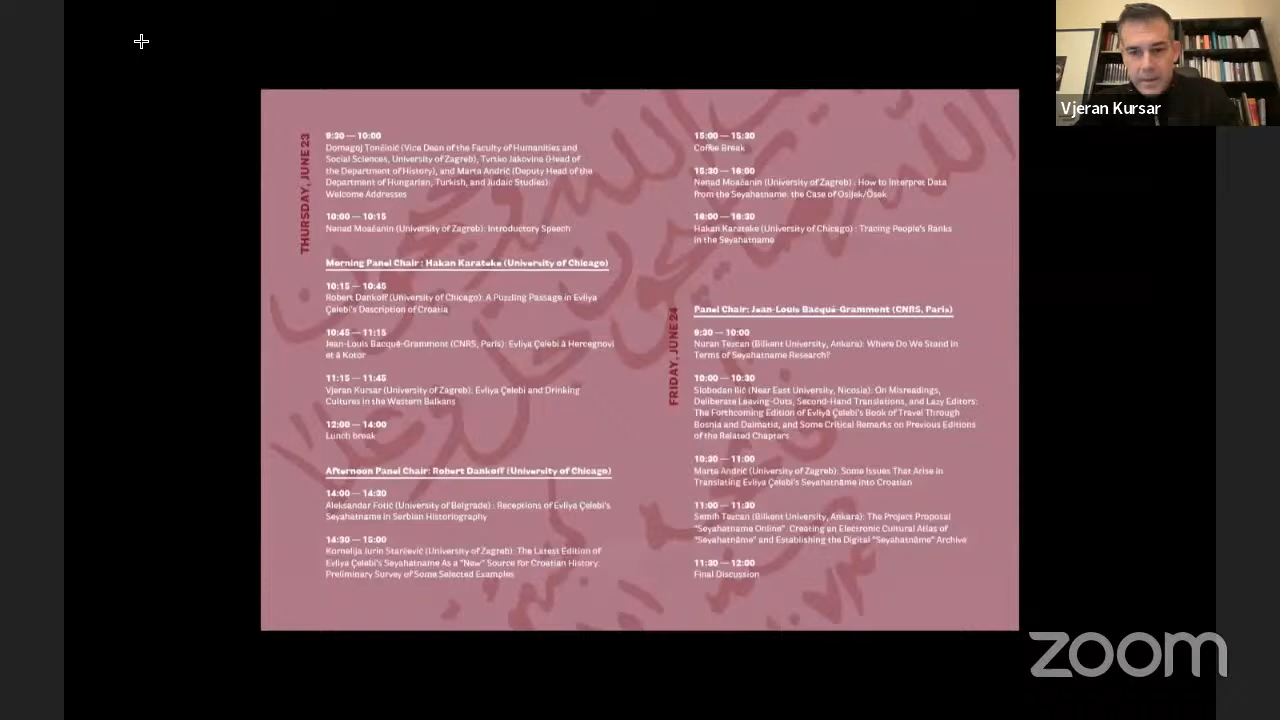 Vjeran Kursar
THURSDAY, JUNE 23
9:30 — 10:00
Domagoj Tončinić (Vice Dean of the Faculty of Humanities and
Social Sciences, University of Zagreb), Tvrtko Jakovina (Head of
the Department of History), and Marta Andrić (Deputy Head of the
Department of Hungarian, Turkish, and Judaic Studies)
Welcome Addresses
10:00 — 10:15
Nenad Moačanin (University of Zagreb): Introductory Speech
Morning Panel Chair : Hakan Karateke (University of Chicago)
10:15 — 10:45
Robert Dankoff (University of Chicago): A Puzzling Passage in Evliya
Çelebi's Description of Croatia
10:45 — 11:15
Jean-Louis Bacqué-Grammont (CNRS, Paris): Evliya Çelebi à Hercegnovi
et à Kotor
11:15 — 11:45
Vjeran Kursar (University of Zagreb): Evliya Çelebi and Drinking
Cultures in the Western Balkans
12:00 — 14:00
Lunch break
Afternoon Panel Chair: Robert Dankoff (University of Chicago)
14:00 — 14:30
Aleksandar Fotić (University of Belgrade) : Receptions of Evliya Çelebi's
Seyahatname in Serbian Historiography
14:30 — 15:00
Kornelija Jurin Starčević (University of Zagreb): The Latest Edition of
Evliya Çelebi's Seyahatname As a "New" Source for Croatian History:
Preliminary Survey of Some Selected Examples
15:00 — 15:30
Coffee Break
15:30 — 16:00
Nenad Moačanin (University of Zagreb) : How to Interpret Data
from the Seyahatname: the Case of Osijek/Ösek
16:00 — 16:30
Hakan Karateke (University of Chicago) : Tracing People's Ranks
in the Seyahatname
FRIDAY, JUNE 24
Panel Chair: Jean-Louis Bacqué-Grammont (CNRS, Paris)
9:30 — 10:00
Nuran Tezcan (Bilkent University, Ankara): Where Do We Stand in
Terms of Seyahatname Research?
10:00 — 10:30
Slobodan Ilić (Near East University, Nicosia): On Misreadings,
Deliberate Leaving-Outs, Second-Hand Translations, and Lazy Editors:
The Forthcoming Edition of Evliyâ Çelebi's Book of Travel Through
Bosnia and Dalmatia, and Some Critical Remarks on Previous Editions
of the Related Chapters
10:30 — 11:00
Marta Andrić (University of Zagreb): Some Issues That Arise in
Translating Evliya Çelebi's Seyahatnâme into Croatian
11:00 — 11:30
Semih Tezcan (Bilkent University, Ankara): The Project Proposal
"Seyahatname Online". Creating an Electronic Cultural Atlas of
"Seyahatnâme" and Establishing the Digital "Seyahatnâme" Archive
11:30 — 12:00
Final Discussion
zoom